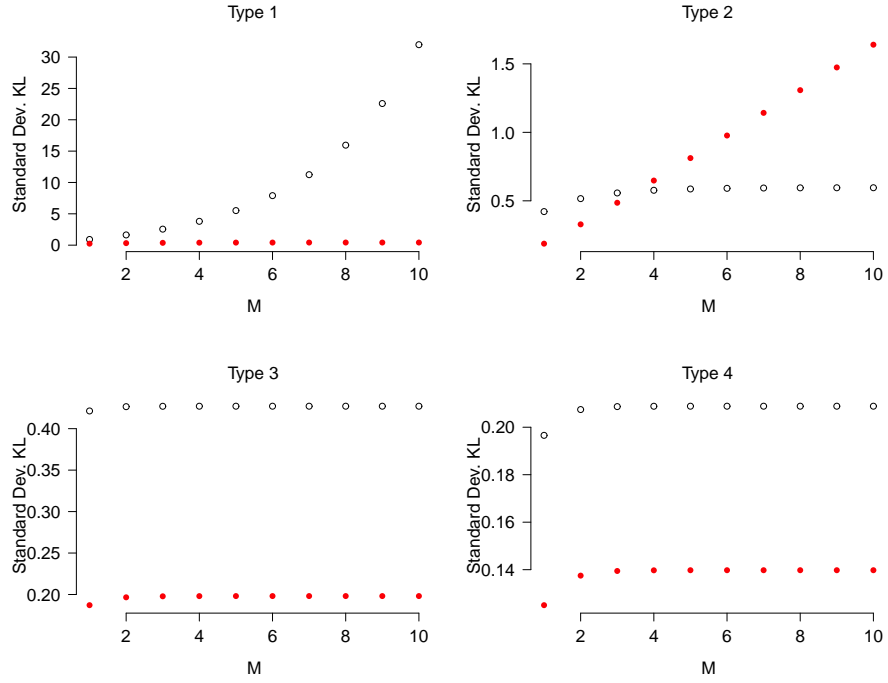 Type 1
Standard Dev. KL
30
25
20
15
10
5
0
2 4 6 8 10
M
Type 2
Standard Dev. KL
1.5
1.0
0.5
2 4 6 8 10
M
Type 3
Standard Dev. KL
0.40
0.35
0.30
0.25
0.20
2 4 6 8 10
M
Type 4
Standard Dev. KL
0.20
0.18
0.16
0.14
2 4 6 8 10
M